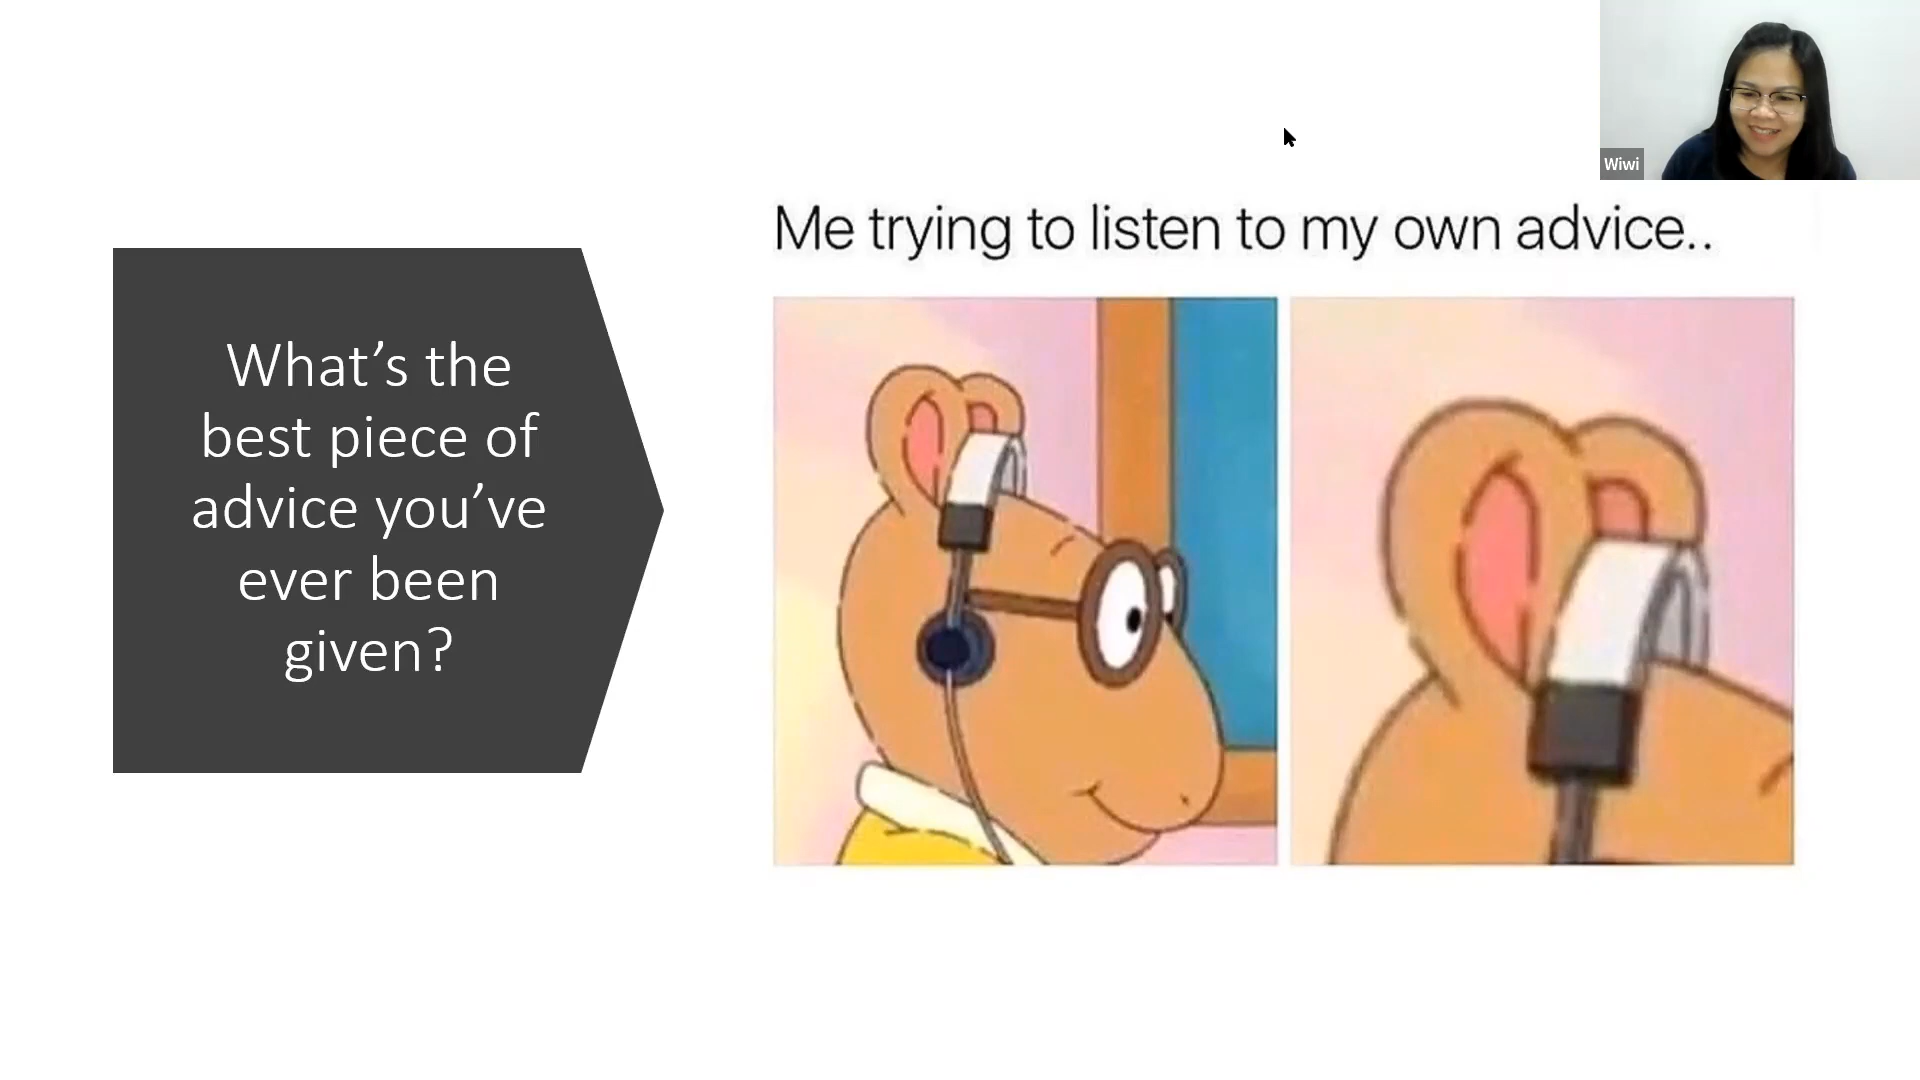 Wiwi
Me trying to listen to my own advice..
What’s the
best piece of
advice you’ve
ever been
given?